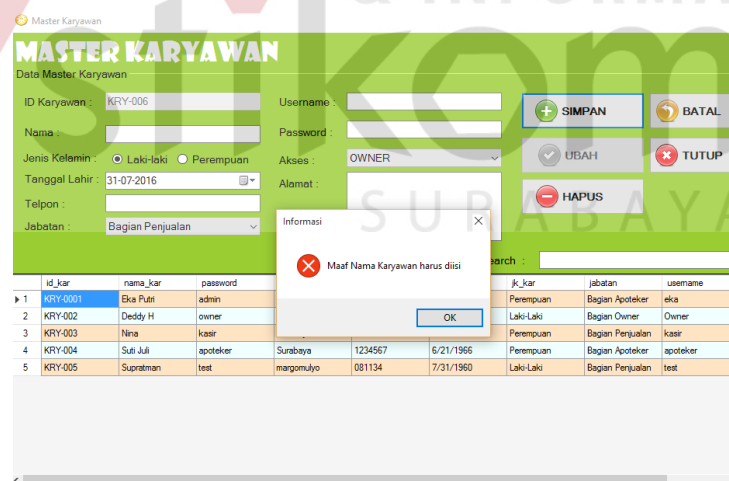 & INFORMA
stikom
SURABAYA
Master Karyawan
MASTER KARYAWAN
Data Master Karyawan
ID Karyawan : KRY-006 Username : SIMPAN BATAL
Nama : Password :
Jenis Kelamin : Laki-laki Perempuan Akses : OWNER UBAH TUTUP
Tanggal Lahir : 31-07-2016 Alamat :
Telpon : HAPUS
Jabatan : Bagian Penjualan
Informasi
Maaf Nama Karyawan harus diisi
OK
earch :
id_kar nama_kar password jk_kar jabatan username
1 KRY-0001 Eka Putri admin Perempuan Bagian Apoteker eka
2 KRY-002 Deddy H owner Laki-Laki Bagian Owner Owner
3 KRY-003 Nina kasir Perempuan Bagian Penjualan kasir
4 KRY-004 Suti Juli apoteker Surabaya 1234567 6/21/1966 Perempuan Bagian Apoteker apoteker
5 KRY-005 Supratman test margomulyo 081134 7/31/1960 Laki-Laki Bagian Penjualan test